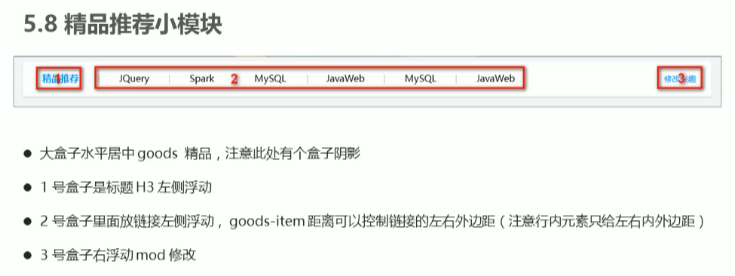 5.8 精品推荐小模块
精品推荐 1 JQuery | Spark 2 MySQL | JavaWeb | MySQL | JavaWeb 修改 3 趣
● 大盒子水平居中 goods 精品，注意此处有个盒子阴影
● 1 号盒子是标题 H3 左侧浮动
● 2 号盒子里面放链接左侧浮动，goods-item 距离可以控制链接的左右外边距（注意行内元素只给左右内外边距）
● 3 号盒子右浮动 mod 修改